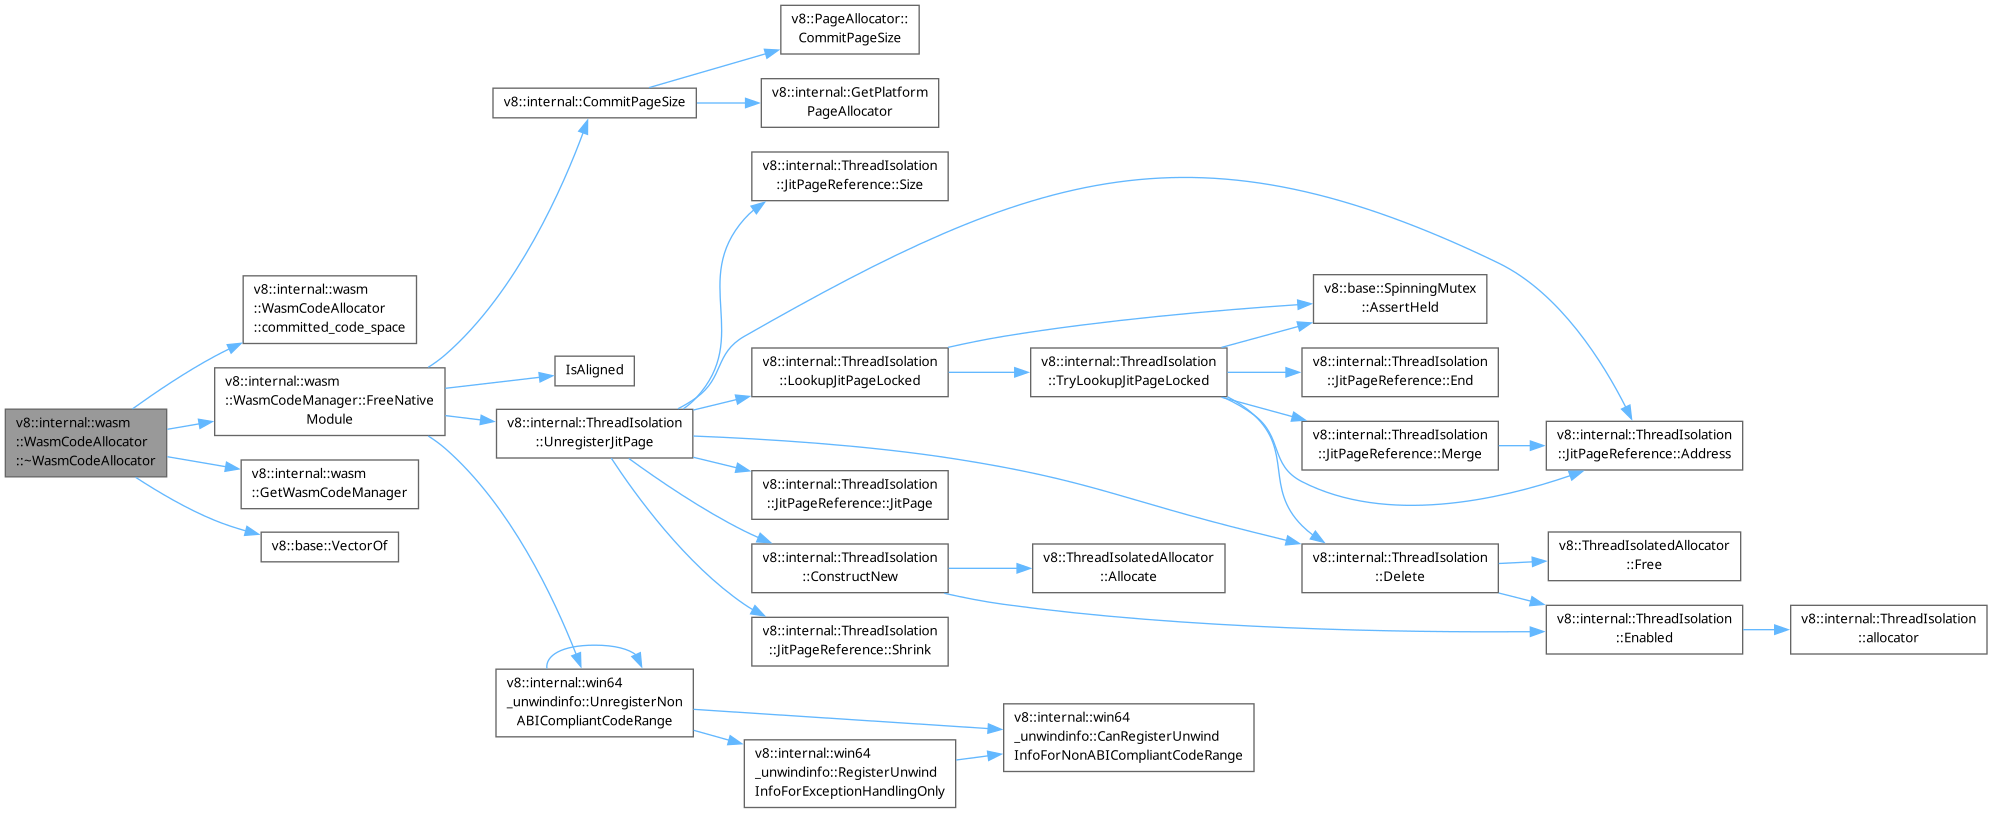 v8::internal::wasm
::WasmCodeAllocator
::~WasmCodeAllocator
v8::internal::wasm
::WasmCodeAllocator
::committed_code_space
v8::internal::wasm
::WasmCodeManager::FreeNative
Module
v8::internal::wasm
::GetWasmCodeManager
v8::base::VectorOf
v8::internal::CommitPageSize
IsAligned
v8::internal::ThreadIsolation
::UnregisterJitPage
v8::internal::win64
_unwindinfo::UnregisterNon
ABICompliantCodeRange
v8::PageAllocator::
CommitPageSize
v8::internal::GetPlatform
PageAllocator
v8::internal::ThreadIsolation
::JitPageReference::Size
v8::internal::ThreadIsolation
::LookupJitPageLocked
v8::internal::ThreadIsolation
::JitPageReference::JitPage
v8::internal::ThreadIsolation
::ConstructNew
v8::internal::ThreadIsolation
::JitPageReference::Shrink
v8::internal::win64
_unwindinfo::RegisterUnwind
InfoForExceptionHandlingOnly
v8::internal::ThreadIsolation
::TryLookupJitPageLocked
v8::ThreadIsolatedAllocator
::Allocate
v8::internal::win64
_unwindinfo::CanRegisterUnwind
InfoForNonABICompliantCodeRange
v8::base::SpinningMutex
::AssertHeld
v8::internal::ThreadIsolation
::JitPageReference::End
v8::internal::ThreadIsolation
::JitPageReference::Merge
v8::internal::ThreadIsolation
::Delete
v8::internal::ThreadIsolation
::JitPageReference::Address
v8::ThreadIsolatedAllocator
::Free
v8::internal::ThreadIsolation
::Enabled
v8::internal::ThreadIsolation
::allocator